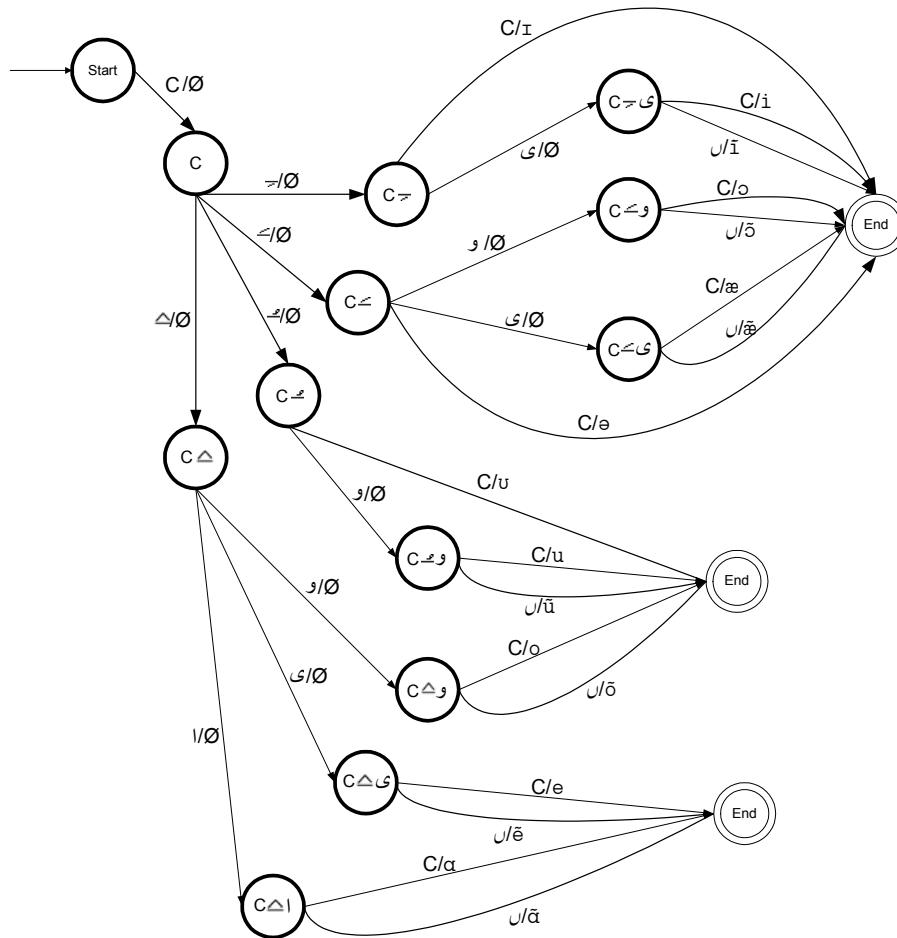 C/ɪ
Start
C/Ø
C ِ ی
C/i
ں/ĩ
C
ی/Ø
ِ /Ø
C ِ
C َ و
C/ɔ
End
ں/ɔ̃
َ /Ø
و/Ø
C/æ
C َ
ی/Ø
C َ ی
ُ /Ø
ں/æ̃
/Ø
C ُ
C/ə
C
C/ʊ
و/Ø
C ُ و
C/u
End
و/Ø
ں/ũ
C/o
ی/Ø
C و
ں/õ
ا/Ø
C ی
C/e
End
ں/ẽ
C/ɑ
C ا
ں/ɑ̃